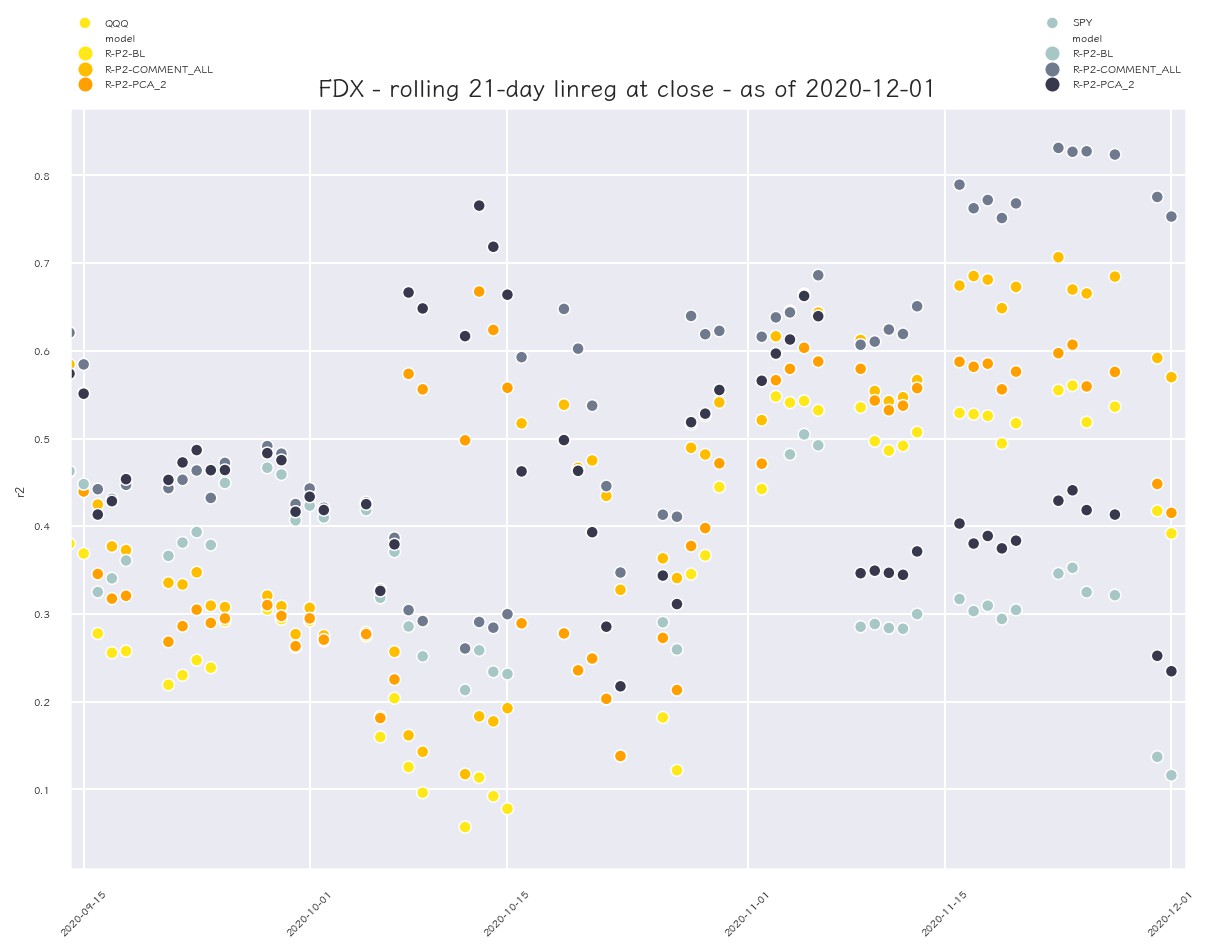 QQQ
model
R-P2-BL
R-P2-COMMENT_ALL
R-P2-PCA_2
SPY
model
R-P2-BL
R-P2-COMMENT_ALL
R-P2-PCA_2
FDX - rolling 21-day linreg at close - as of 2020-12-01
0.8
0.7
0.6
0.5
0.4
0.3
0.2
0.1
r2
2020-09-15
2020-10-01
2020-10-15
2020-11-01
2020-11-15
2020-12-01